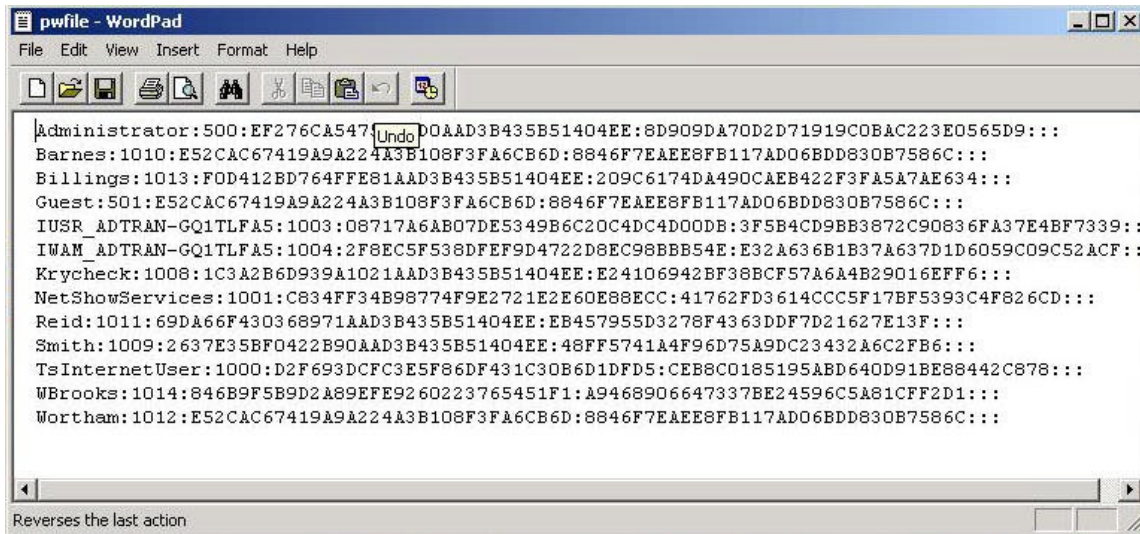 pwfile - WordPad
File Edit View Insert Format Help
Administrator:500:EF276CA547 Undo D0AAD3B435B51404EE:8D909DA70D2D71919C0BAC223E0565D9:::
Barnes:1010:E52CAC67419A9A224A3B108F3FA6CB6D:8846F7EAEE8FB117AD06BDD830B7586C:::
Billings:1013:F0D412BD764FFE81AAD3B435B51404EE:209C6174DA490CAEB422F3FA5A7AE634:::
Guest:501:E52CAC67419A9A224A3B108F3FA6CB6D:8846F7EAEE8FB117AD06BDD830B7586C:::
IUSR_ADTRAN-GQ1TLFA5:1003:08717A6AB07DE5349B6C20C4DC4D00DB:3F5B4CD9BB3872C90836FA37E4BF7339::
IWAM_ADTRAN-GQ1TLFA5:1004:2F8EC5F538DFEF9D4722D8EC98BBB54E:E32A636B1B37A637D1D6059C09C52ACF::
Krycheck:1008:1C3A2B6D939A1021AAD3B435B51404EE:E24106942BF38BCF57A6A4B29016EFF6:::
NetShowServices:1001:C834FF34B98774F9E2721E2E60E88ECC:41762FD3614CCC5F17BF5393C4F826CD:::
Reid:1011:69DA66F430368971AAD3B435B51404EE:EB457955D3278F4363DDF7D21627E13F:::
Smith:1009:2637E35BF0422B90AAD3B435B51404EE:48FF5741A4F96D75A9DC23432A6C2FB6:::
TsInternetUser:1000:D2F693DCFC3E5F86DF431C30B6D1DFD5:CEB8C0185195ABD640D91BE88442C878:::
WBrooks:1014:846B9F5B9D2A89EFE9260223765451F1:A9468906647337BE24596C5A81CFF2D1:::
Wortham:1012:E52CAC67419A9A224A3B108F3FA6CB6D:8846F7EAEE8FB117AD06BDD830B7586C:::
Reverses the last action